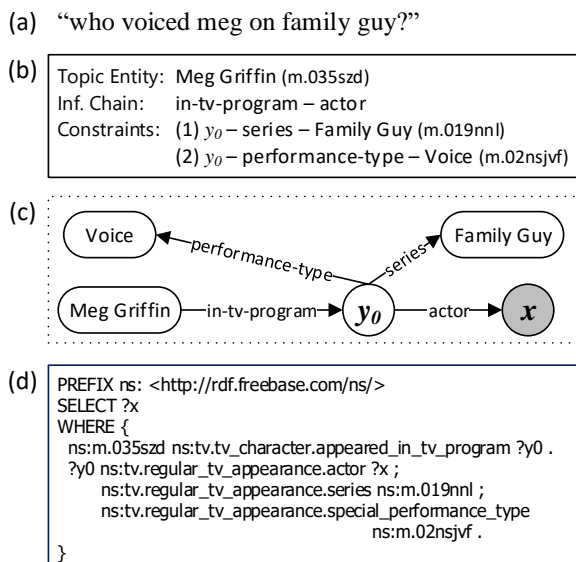 (a) “who voiced meg on family guy?”
(b)
Topic Entity: Meg Griffin (m.035szd)
Inf. Chain: in-tv-program – actor
Constraints: (1) y0 – series – Family Guy (m.019nnl)
(2) y0 – performance-type – Voice (m.02nsjvf)
(c)
Voice performance-type series Family Guy
Meg Griffin in-tv-program y0 actor x
(d)
PREFIX ns: <http://rdf.freebase.com/ns/>
SELECT ?x
WHERE {
ns:m.035szd ns:tv.tv_character.appeared_in_tv_program ?y0 .
?y0 ns:tv.regular_tv_appearance.actor ?x ;
ns:tv.regular_tv_appearance.series ns:m.019nnl ;
ns:tv.regular_tv_appearance.special_performance_type
ns:m.02nsjvf .
}